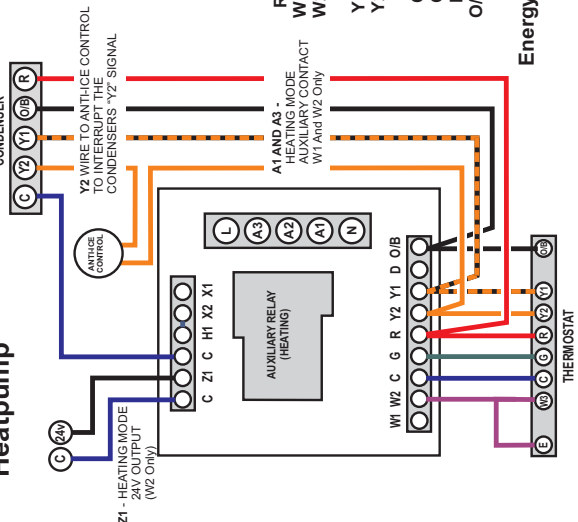 Heatpump
CONDENSER
C Y2 Y1 O/B R
Y2 WIRE TO ANTI-ICE CONTROL
TO INTERRUPT THE
CONDENSERS "Y2" SIGNAL
ANTI-ICE
CONTROL
A1 AND A3 -
HEATING MODE
AUXILIARY CONTACT
W1 And W2 Only
C 24v
Z1 - HEATING MODE
24V OUTPUT
(W2 Only)
C Z1 C H1 X2 X1
L
A3
A2
A1
N
AUXILIARY RELAY
(HEATING)
W1 W2 C G R Y2 Y1 D O/B
E W3 C G R Y2 Y1 O/B
THERMOSTAT
R
W
W
Y
Y
O/
Energy